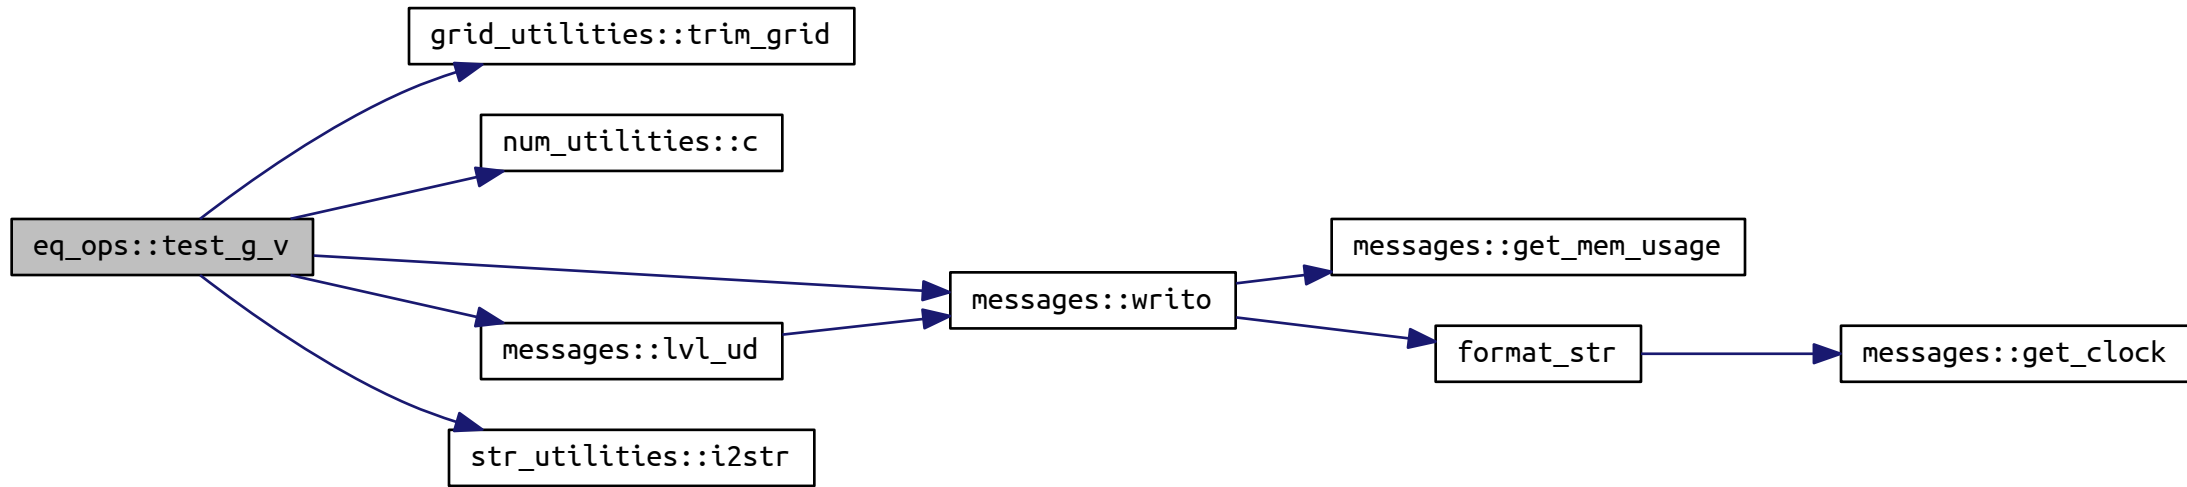 grid_utilities::trim_grid
num_utilities::c
eq_ops::test_g_v
messages::get_mem_usage
messages::writo
messages::lvl_ud
format_str
messages::get_clock
str_utilities::i2str